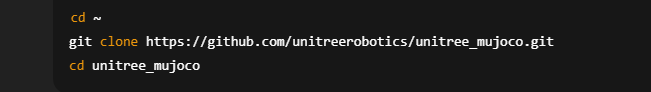 cd ~
git clone https://github.com/unitreerobotics/unitree_mujoco.git
cd unitree_mujoco